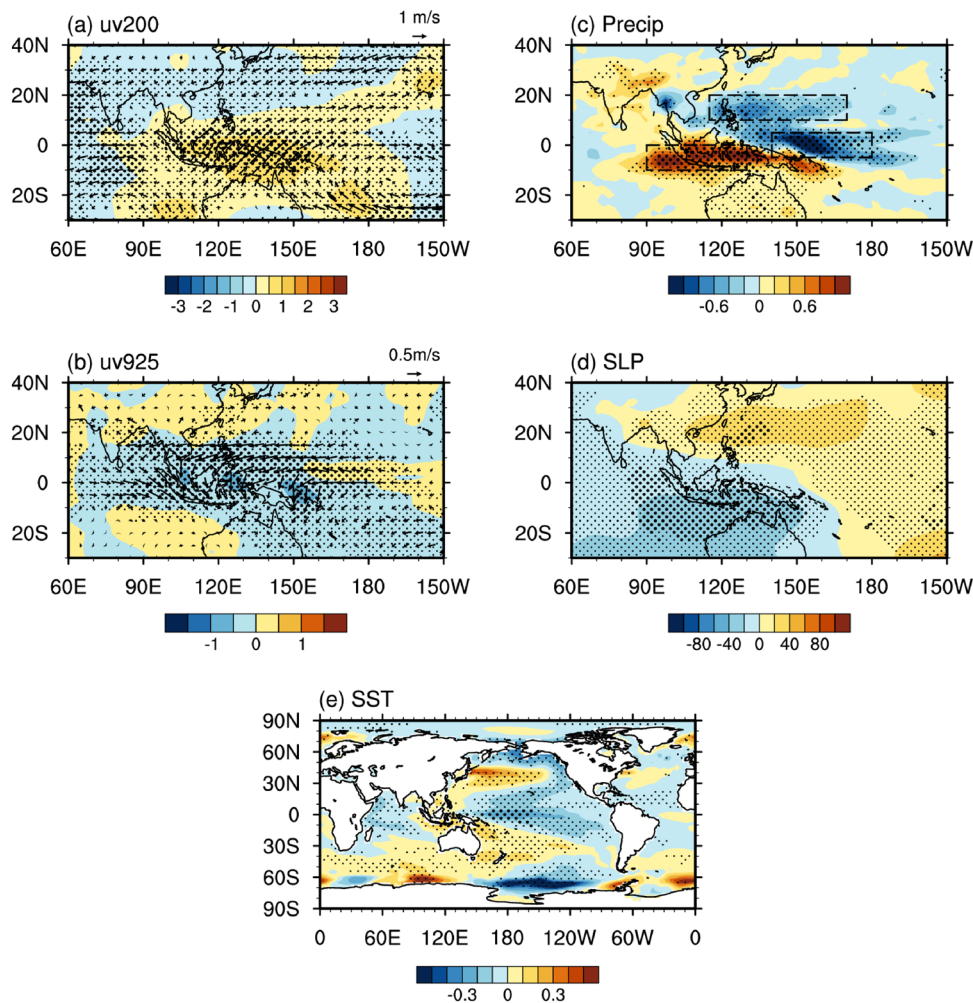 (a) uv200
1 m/s
40N
20N
0
20S
60E 90E 120E 150E 180 150W
-3 -2 -1 0 1 2 3
(c) Precip
40N
20N
0
20S
60E 90E 120E 150E 180 150W
-0.6 0 0.6
(b) uv925
0.5m/s
40N
20N
0
20S
60E 90E 120E 150E 180 150W
-1 0 1
(d) SLP
40N
20N
0
20S
60E 90E 120E 150E 180 150W
-80 -40 0 40 80
(e) SST
90N
60N
30N
0
30S
60S
90S
0 60E 120E 180 120W 60W 0
-0.3 0 0.3